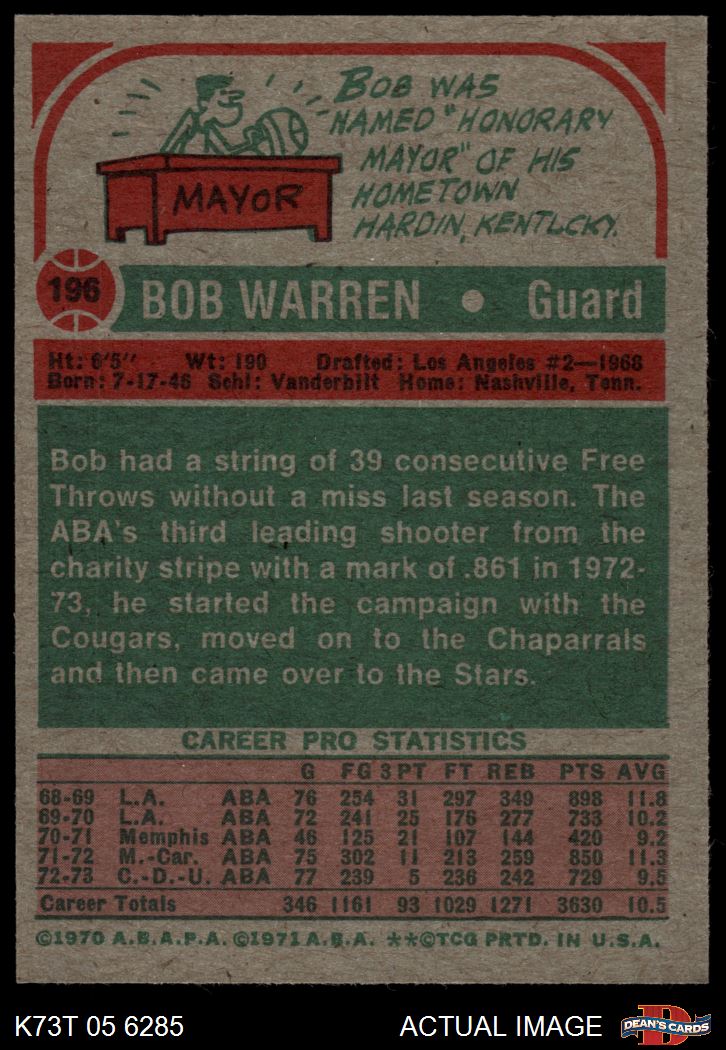 BOB WAS
NAMED "HONORARY
MAYOR" OF HIS
HOMETOWN
HARDIN, KENTLCKY.
MAYOR
196
BOB WARREN • Guard
Ht: 6'5" Wt: 190 Drafted: Los Angeles #2—1968
Born: 7-17-46 Schl: Vanderbilt Home: Nashville, Tenn.
Bob had a string of 39 consecutive Free
Throws without a miss last season. The
ABA's third leading shooter from the
charity stripe with a mark of .861 in 1972-
73, he started the campaign with the
Cougars, moved on to the Chaparrals
and then came over to the Stars.
CAREER PRO STATISTICS
G FG 3PT FT REB PTS AVG
68-69 L.A. ABA 76 254 31 297 349 898 11.8
69-70 L.A. ABA 72 241 25 176 277 733 10.2
70-71 Memphis ABA 46 125 21 107 144 420 9.2
71-72 M.-Car. ABA 75 302 11 213 259 850 11.3
72-73 C.-D.-U. ABA 77 239 5 236 242 729 9.5
Career Totals 346 1161 93 1029 1271 3630 10.5
©1970 A.B.A.P.A. ©1971 A.B.A. **©TCG PRTD. IN U.S.A.
K73T 05 6285 ACTUAL IMAGE DEAN'S CARDS